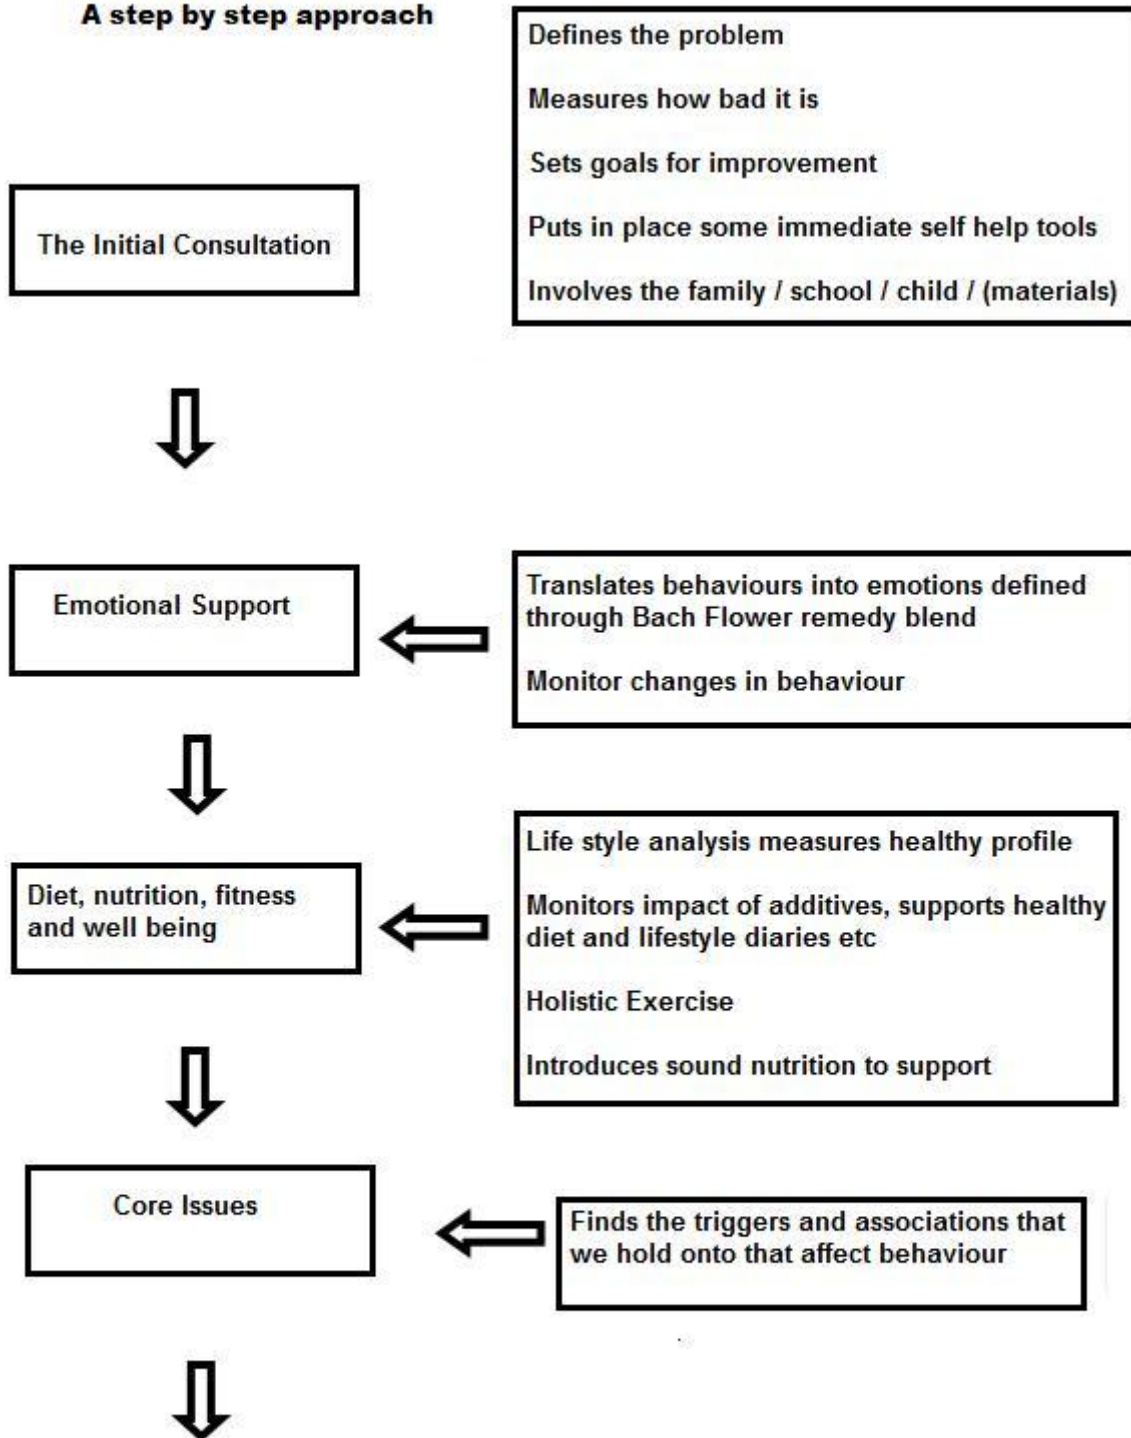 A step by step approach
Defines the problem
Measures how bad it is
Sets goals for improvement
Puts in place some immediate self help tools
Involves the family / school / child / (materials)
The Initial Consultation
Emotional Support
Translates behaviours into emotions defined
through Bach Flower remedy blend
Monitor changes in behaviour
Diet, nutrition, fitness
and well being
Life style analysis measures healthy profile
Monitors impact of additives, supports healthy
diet and lifestyle diaries etc
Holistic Exercise
Introduces sound nutrition to support
Core Issues
Finds the triggers and associations that
we hold onto that affect behaviour